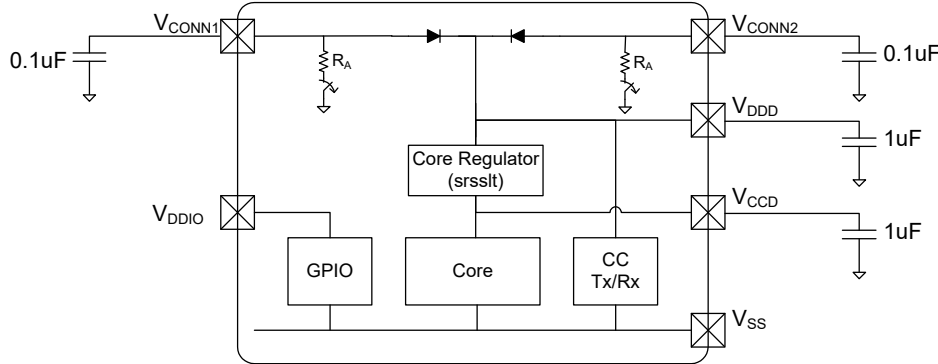 VCONN1
VCONN2
0.1uF
RA
RA
0.1uF
VDDD
Core Regulator
(srsslt)
1uF
VDDIO
VCCD
1uF
GPIO
Core
CC
Tx/Rx
VSS